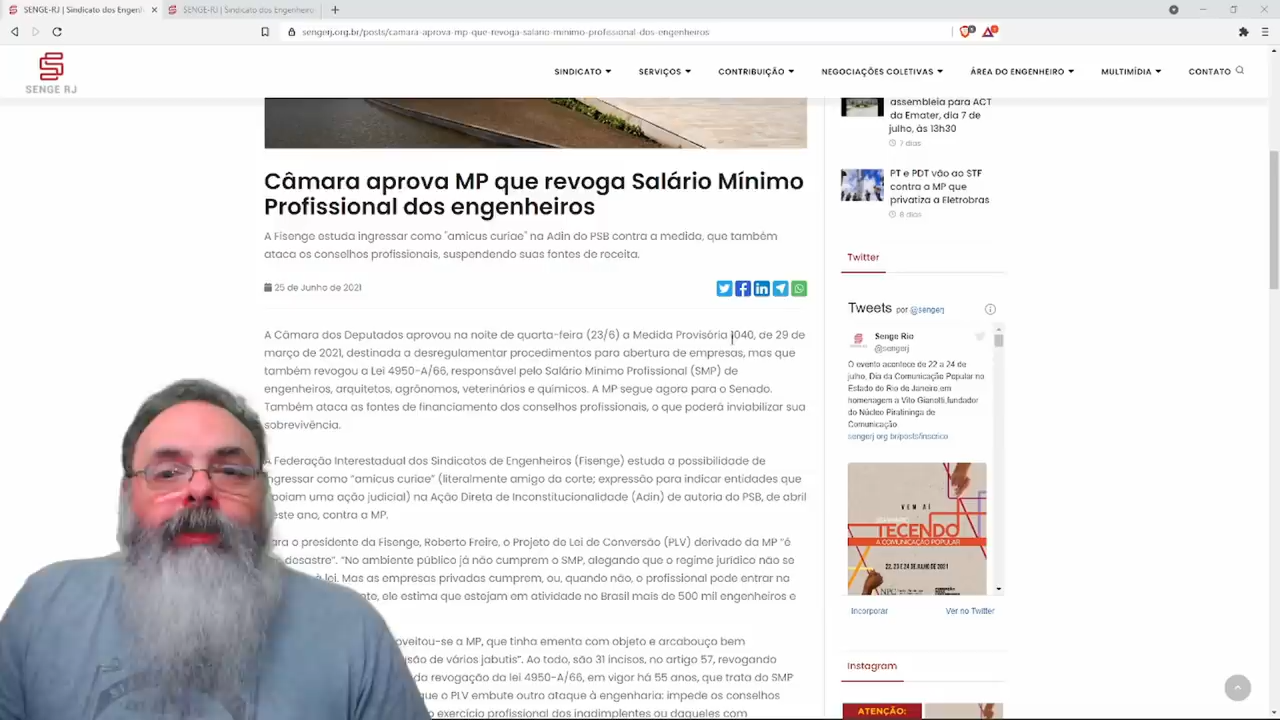 SENGE-RJ | Sindicato dos Engen
SENGE-RJ | Sindicato dos Engenheir
sengerj.org.br/posts/camara-aprova-mp-que-revoga-salario-minimo-profissional-dos-engenheiros
SENGE RJ
SINDICATO
SERVIÇOS
CONTRIBUIÇÃO
NEGOCIAÇÕES COLETIVAS
ÁREA DO ENGENHEIRO
MULTIMÍDIA
CONTATO
Câmara aprova MP que revoga Salário Mínimo
Profissional dos engenheiros
A Fisenge estuda ingressar como "amicus curiae" na Adin do PSB contra a medida, que também
ataca os conselhos profissionais, suspendendo suas fontes de receita.
25 de Junho de 2021
A Câmara dos Deputados aprovou na noite de quarta-feira (23/6) a Medida Provisória 1040, de 29 de
março de 2021, destinada a desregulamentar procedimentos para abertura de empresas, mas que
também revogou a Lei 4950-A/66, responsável pelo Salário Mínimo Profissional (SMP) de
engenheiros, arquitetos, agrônomos, veterinários e químicos. A MP segue agora para o Senado.
Também ataca as fontes de financiamento dos conselhos profissionais, o que poderá inviabilizar sua
sobrevivência.
A Federação Interestadual dos Sindicatos de Engenheiros (Fisenge) estuda a possibilidade de
ingressar como "amicus curiae" (literalmente amigo da corte; expressão para indicar entidades que
apoiam uma ação judicial) na Ação Direta de Inconstitucionalidade (Adin) de autoria do PSB, de abril
este ano, contra a MP.
ara o presidente da Fisenge, Roberto Freire, o Projeto de Lei de Conversão (PLV) derivado da MP "é
desastre". "No ambiente público já não cumprem o SMP, alegando que o regime jurídico não se
à lei. Mas as empresas privadas cumprem, ou, quando não, o profissional pode entrar na
nte, ele estima que estejam em atividade no Brasil mais de 500 mil engenheiros e
oveitou-se a MP, que tinha ementa com objeto e arcabouço bem
usão de vários jabutis". Ao todo, são 31 incisos, no artigo 57, revogando
da revogação da lei 4950-A/66, em vigor há 55 anos, que trata do SMP
que o PLV embute outro ataque à engenharia: impede os conselhos
o exercício profissional dos inadimplentes ou daqueles com
assembleia para ACT
da Emater, dia 7 de
julho, às 13h30
7 dias
PT e PDT vão ao STF
contra a MP que
privatiza a Eletrobras
8 dias
Twitter
Tweets por @sengerj
Senge Rio
@sengerj
O evento acontece de 22 a 24 de
julho, Dia da Comunicação Popular no
Estado do Rio de Janeiro,em
homenagem a Vito Gianotti,fundador
do Núcleo Piratininga de
Comunicação
sengerj.org.br/posts/inscrico
VEM AÍ
TECENDO
A COMUNICAÇÃO POPULAR
22, 23 E 24 DE JULHO DE 2021
Incorporar
Ver no Twitter
Instagram
ATENÇÃO: